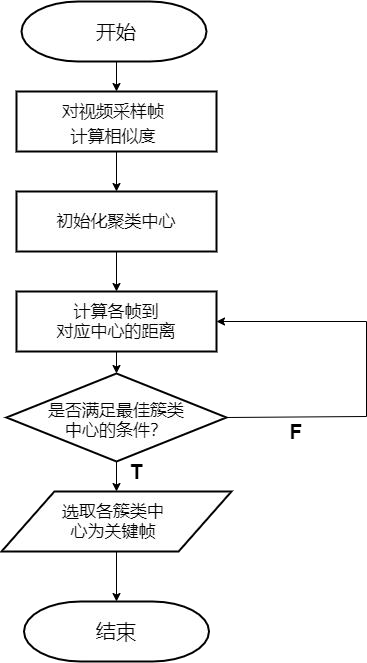 开始
对视频采样帧
计算相似度
初始化聚类中心
计算各帧到
对应中心的距离
是否满足最佳簇类
中心的条件?
F
T
选取各簇类中
心为关键帧
结束